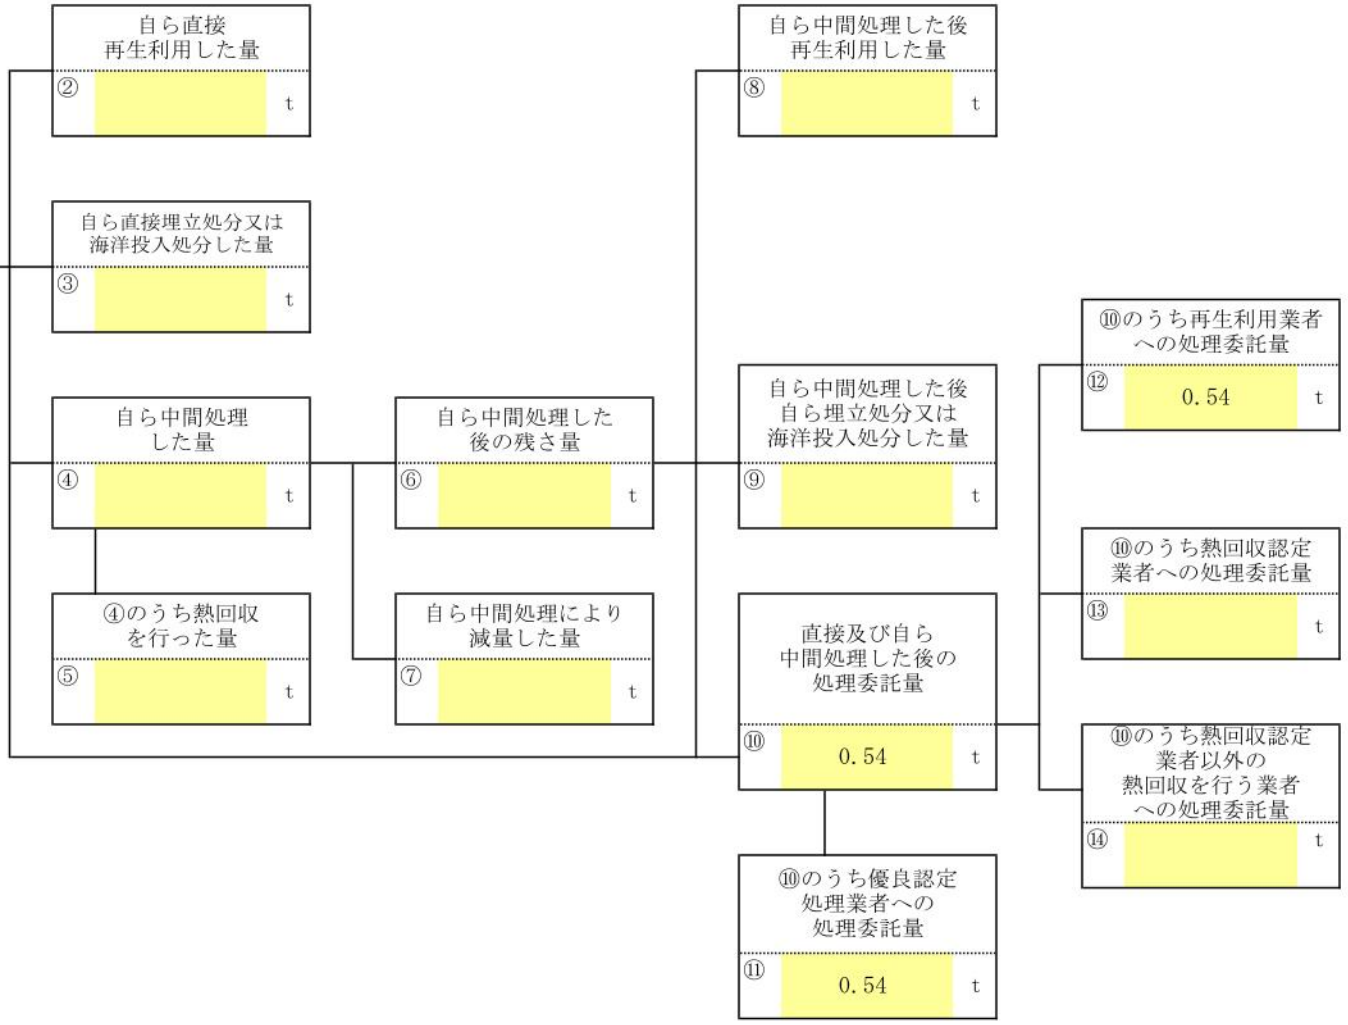 自ら直接
再生利用した量
②
t
自ら中間処理した後
再生利用した量
⑧
t
自ら直接埋立処分又は
海洋投入処分した量
③
t
⑩のうち再生利用業者
への処理委託量
⑫
0.54
t
自ら中間処理
した量
④
t
自ら中間処理した
後の残さ量
⑥
t
自ら中間処理した後
自ら埋立処分又は
海洋投入処分した量
⑨
t
⑩のうち熱回収認定
業者への処理委託量
⑬
t
④のうち熱回収
を行った量
⑤
t
自ら中間処理により
減量した量
⑦
t
直接及び自ら
中間処理した後の
処理委託量
⑩
0.54
t
⑩のうち熱回収認定
業者以外の
熱回収を行う業者
への処理委託量
⑭
t
⑩のうち優良認定
処理業者への
処理委託量
⑪
0.54
t